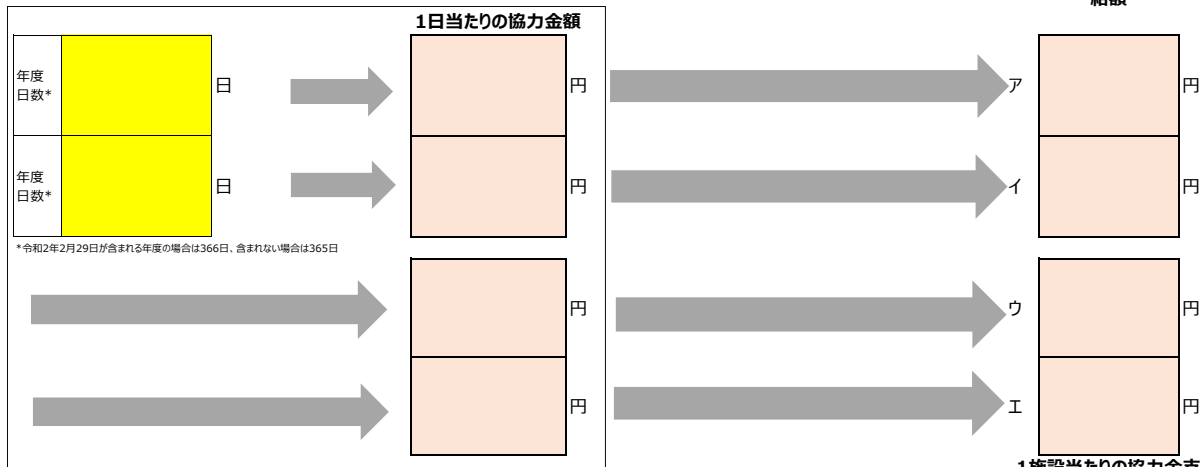 給額
1日当たりの協力金額
年度
日数*
日
円
ア
円
年度
日数*
日
円
イ
円
*令和2年2月29日が含まれる年度の場合は366日、含まれない場合は365日
円
ウ
円
円
エ
円
1施設当たりの協力金支